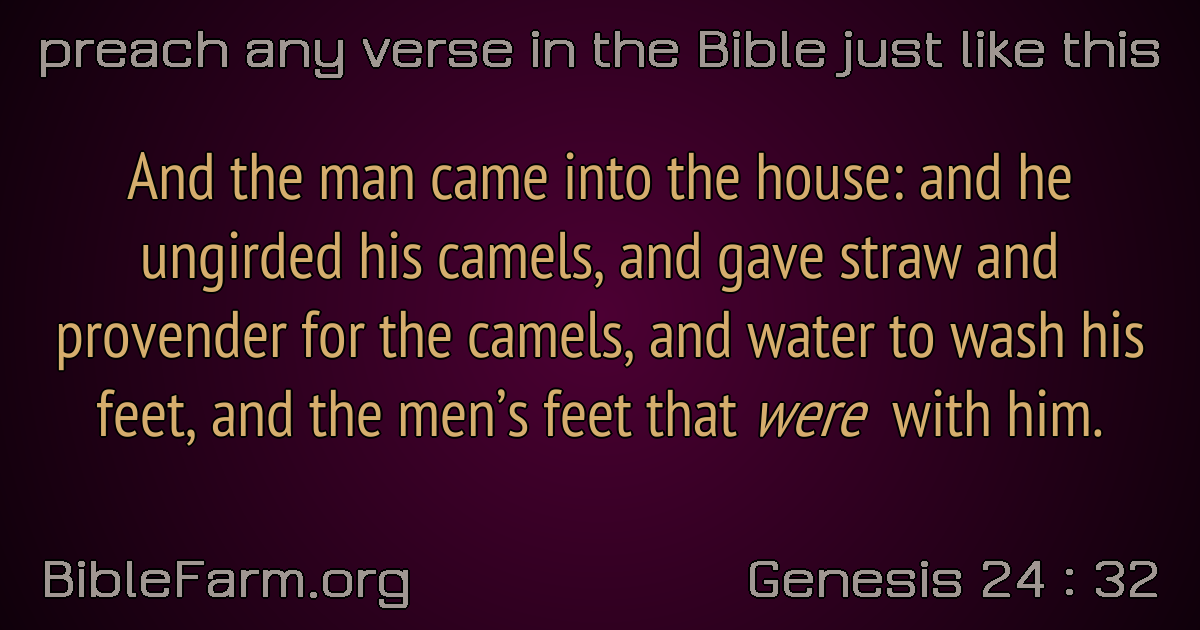 preach any verse in the Bible just like this
And the man came into the house: and he
ungirded his camels, and gave straw and
provender for the camels, and water to wash his
feet, and the men’s feet that were with him.
BibleFarm.org
Genesis 24 : 32